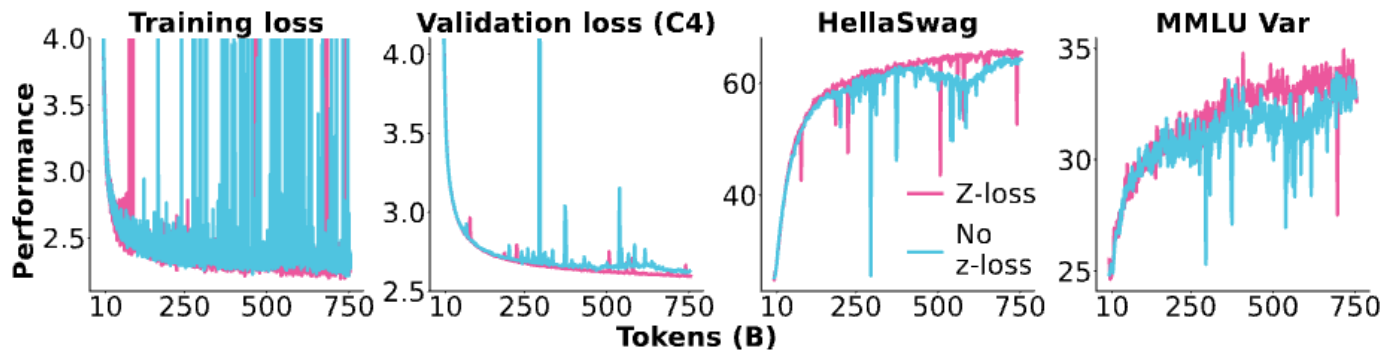 Training loss
Validation loss (C4)
HellaSwag
MMLU Var
Performance
4.0
3.5
3.0
2.5
10 250 500 750
4.0
3.5
3.0
2.5
10 250 500 750
60
40
10 250 500 750
Z-loss
No
z-loss
35
30
25
10 250 500 750
Tokens (B)